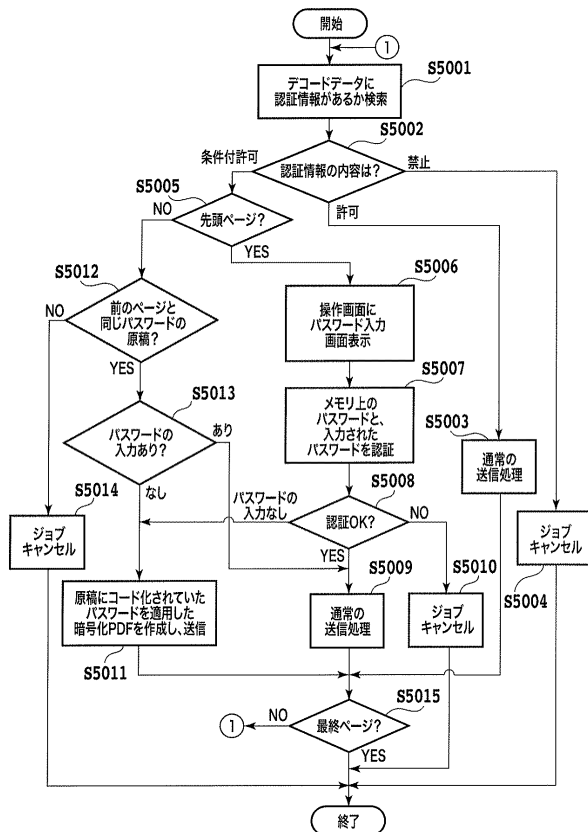 開始
①
S5001
デコードデータに
認証情報があるか検索
S5002
認証情報の内容は?
条件付許可
禁止
許可
S5005
先頭ページ?
NO
YES
S5012
前のページと
同じパスワードの
原稿?
NO
YES
S5006
操作画面に
パスワード入力
画面表示
S5007
メモリ上の
パスワードと、
入力された
パスワードを認証
S5003
通常の
送信処理
S5013
パスワードの
入力あり?
あり
なし
S5014
ジョブ
キャンセル
S5008
認証OK?
パスワードの
入力なし
NO
YES
ジョブ
キャンセル
S5004
S5009
通常の
送信処理
S5010
ジョブ
キャンセル
原稿にコード化されていた
パスワードを適用した
暗号化PDFを作成し、送信
S5011
S5015
最終ページ?
NO
①
YES
終了